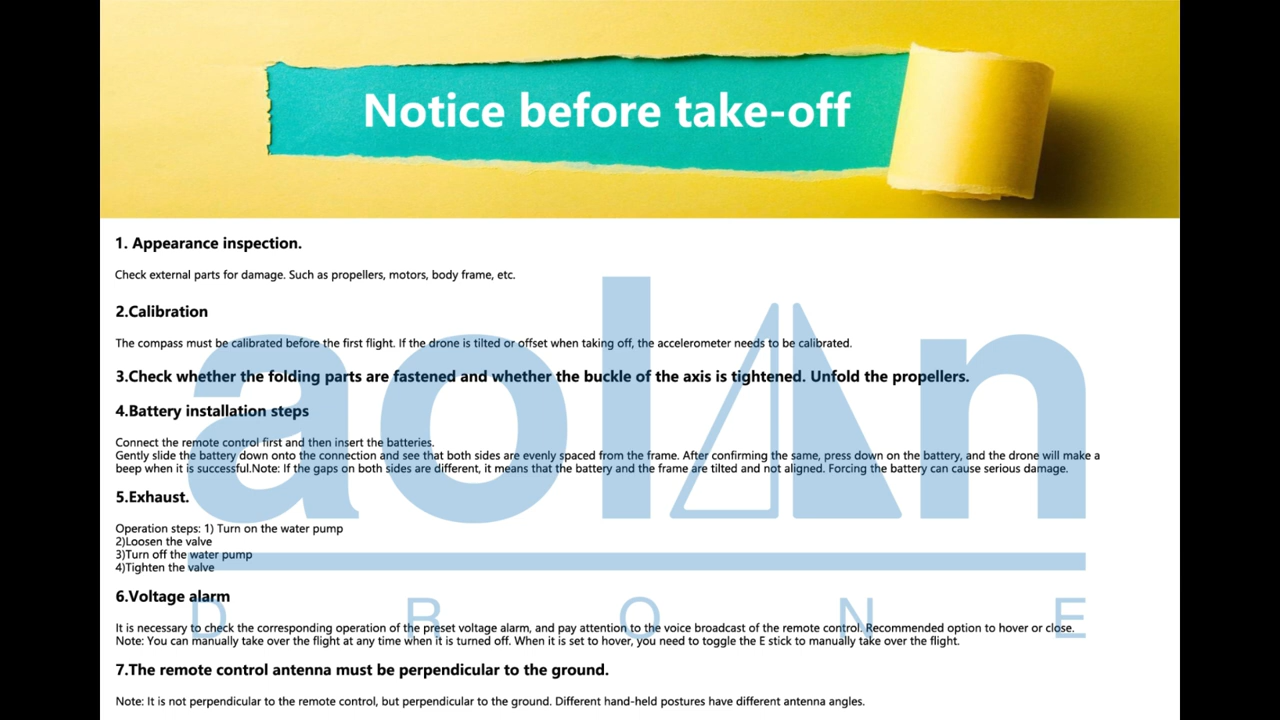 Notice before take-off
1. Appearance inspection.
Check external parts for damage. Such as propellers, motors, body frame, etc.
2.Calibration
The compass must be calibrated before the first flight. If the drone is tilted or offset when taking off, the accelerometer needs to be calibrated.
3.Check whether the folding parts are fastened and whether the buckle of the axis is tightened. Unfold the propellers.
4.Battery installation steps
Connect the remote control first and then insert the batteries.
Gently slide the battery down onto the connection and see that both sides are evenly spaced from the frame. After confirming the same, press down on the battery, and the drone will make a
beep when it is successful.Note: If the gaps on both sides are different, it means that the battery and the frame are tilted and not aligned. Forcing the battery can cause serious damage.
5.Exhaust.
Operation steps: 1) Turn on the water pump
2)Loosen the valve
3)Turn off the water pump
4)Tighten the valve
6.Voltage alarm
It is necessary to check the corresponding operation of the preset voltage alarm, and pay attention to the voice broadcast of the remote control. Recommended option to hover or close.
Note: You can manually take over the flight at any time when it is turned off. When it is set to hover, you need to toggle the E stick to manually take over the flight.
7.The remote control antenna must be perpendicular to the ground.
Note: It is not perpendicular to the remote control, but perpendicular to the ground. Different hand-held postures have different antenna angles.
aolan
DRONE